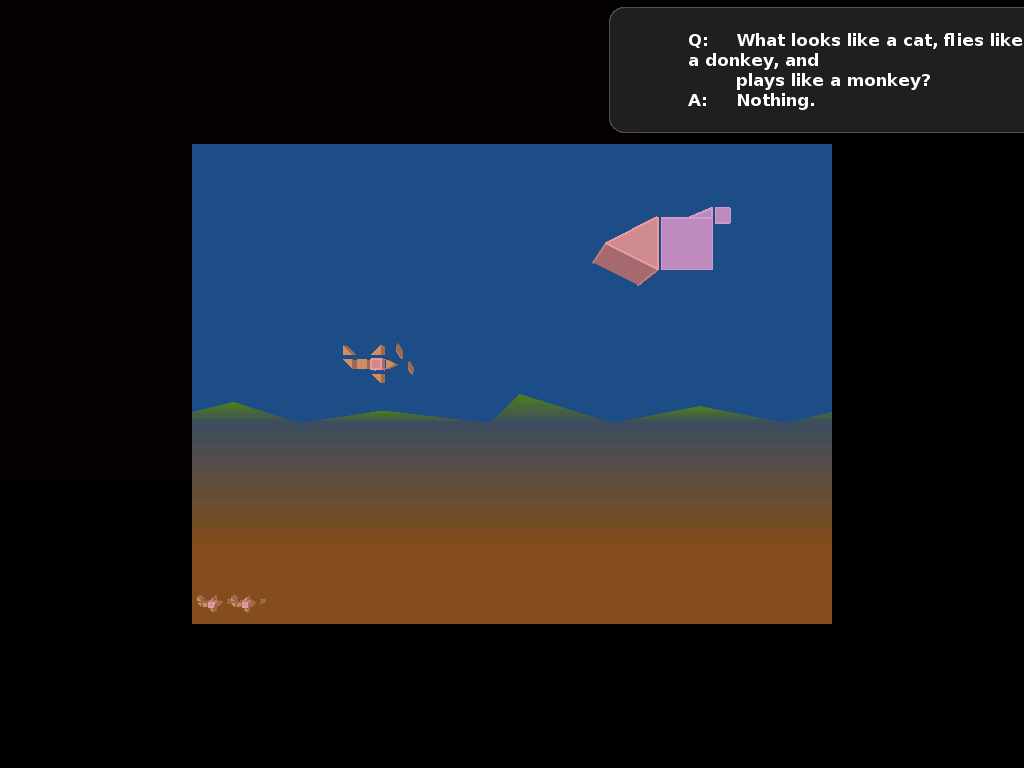 Q: What looks like a cat, flies like
a donkey, and
plays like a monkey?
A: Nothing.